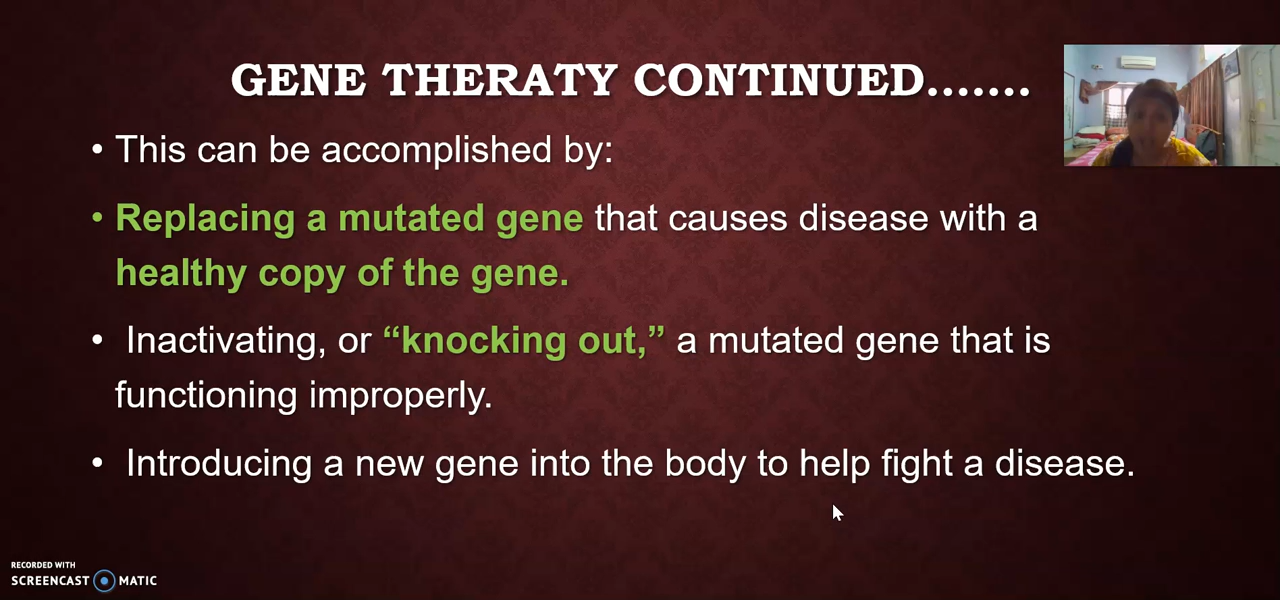 GENE THERATY CONTINUED.......
• This can be accomplished by:
• Replacing a mutated gene that causes disease with a
healthy copy of the gene.
• Inactivating, or “knocking out,” a mutated gene that is
functioning improperly.
• Introducing a new gene into the body to help fight a disease.
RECORDED WITH
SCREENCAST MATIC